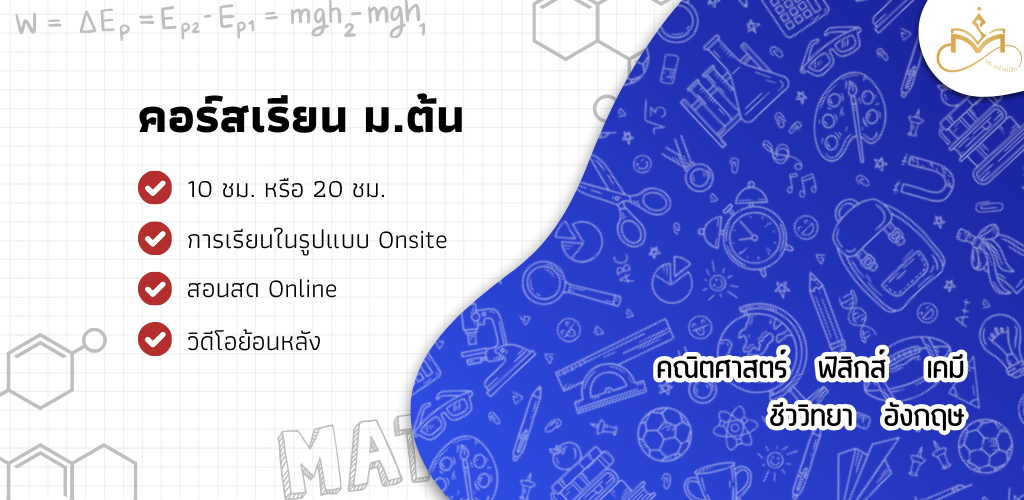 W = ΔEp = Ep2 - Ep1 = mgh2 - mgh1
คอร์สเรียน ม.ต้น
10 ชม. หรือ 20 ชม.
การเรียนในรูปแบบ Onsite
สอนสด Online
วิดีโอย้อนหลัง
ABC
A++
คณิตศาสตร์ ฟิสิกส์ เคมี
ชีววิทยา อังกฤษ
MAT